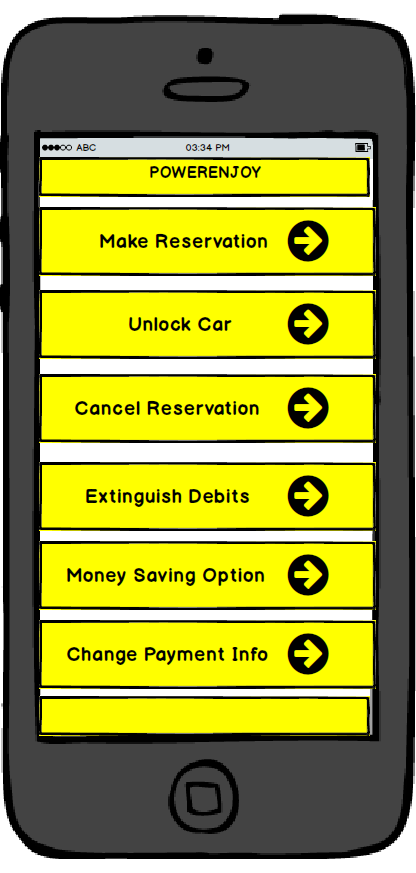 ABC 03:34 PM
POWERENJOY
Make Reservation
Unlock Car
Cancel Reservation
Extinguish Debits
Money Saving Option
Change Payment Info